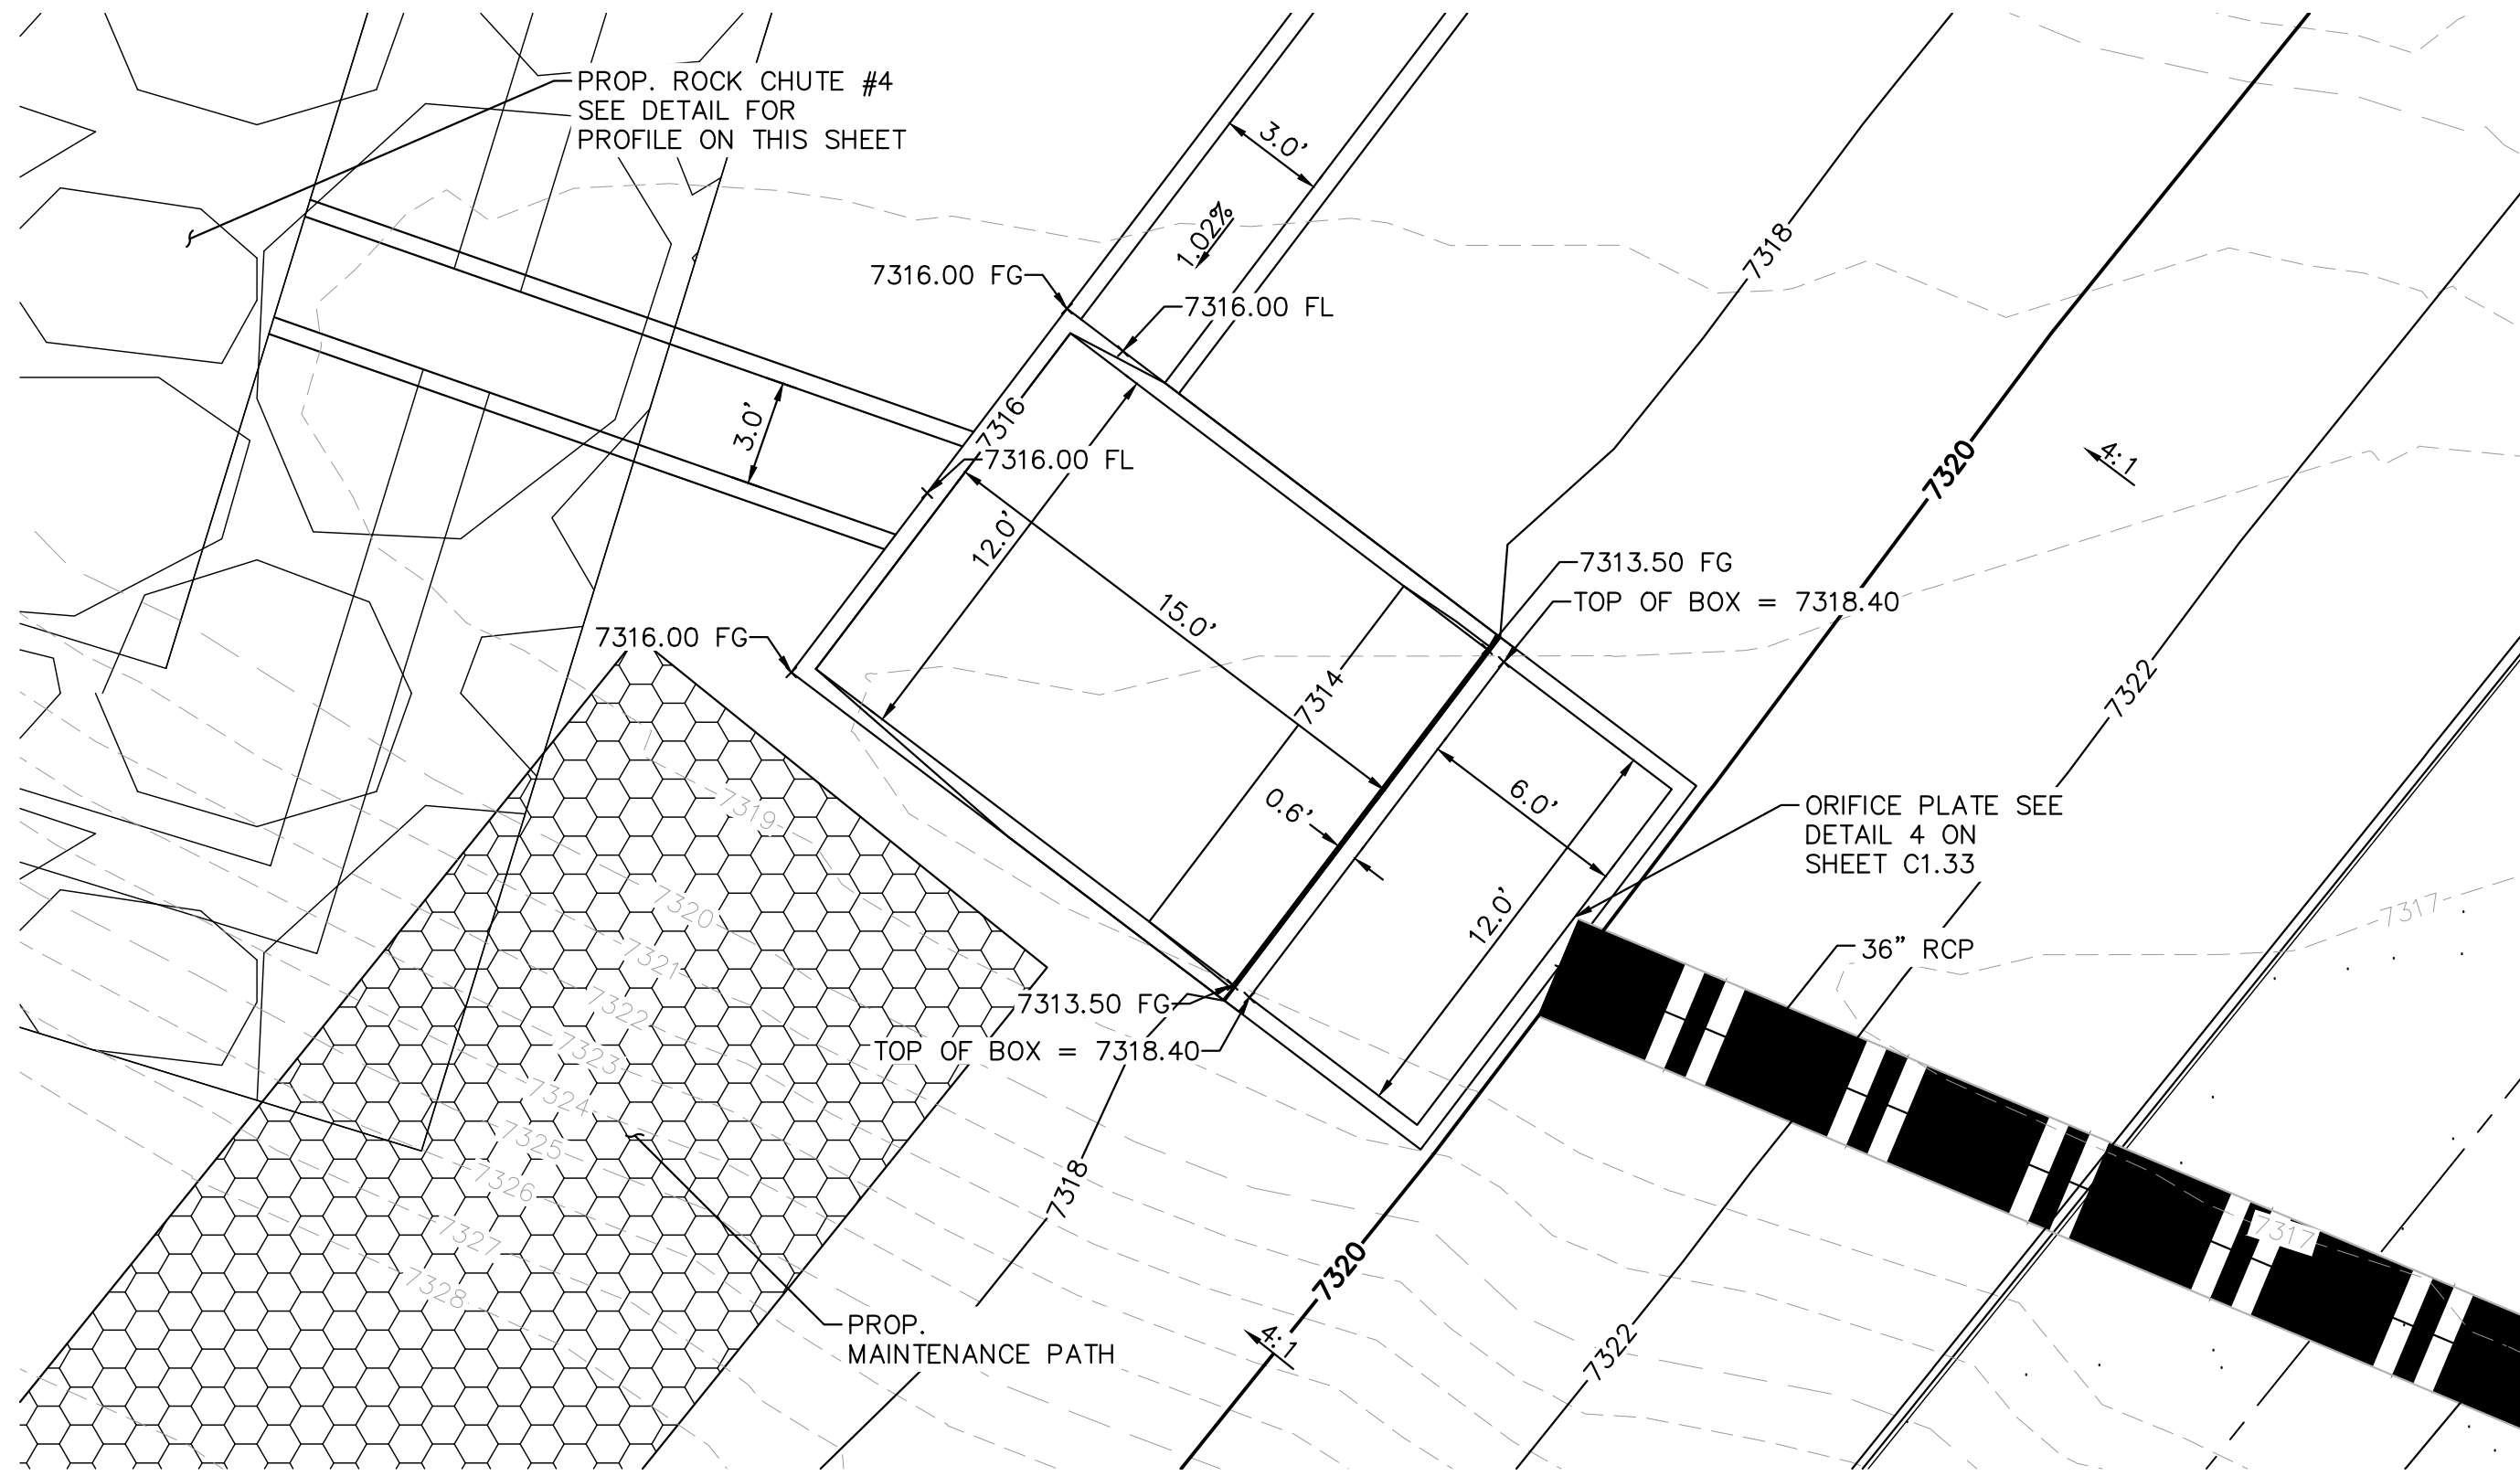 PROP. ROCK CHUTE #4
SEE DETAIL FOR
PROFILE ON THIS SHEET
3.0'
1.02%
7316.00 FG
7316.00 FL
7318
3.0'
7316
7316.00 FL
12.0'
7320
4:1
7313.50 FG
TOP OF BOX = 7318.40
15.0'
7316.00 FG
7314
7322
0.6'
6.0'
ORIFICE PLATE SEE
DETAIL 4 ON
SHEET C1.33
12.0'
36" RCP
7317
7319
7320
7321
7322
7323
7324
7325
7326
7327
7328
7313.50 FG
TOP OF BOX = 7318.40
7318
7317
7320
4:1
7322
PROP.
MAINTENANCE PATH